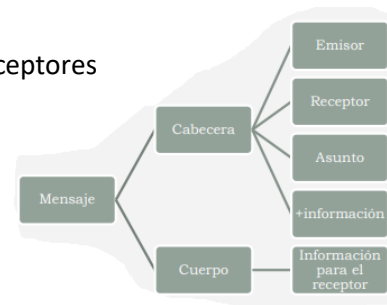 ceptores
Emisor
Receptor
Cabecera
Asunto
Mensaje
+información
Cuerpo
Información
para el
receptor